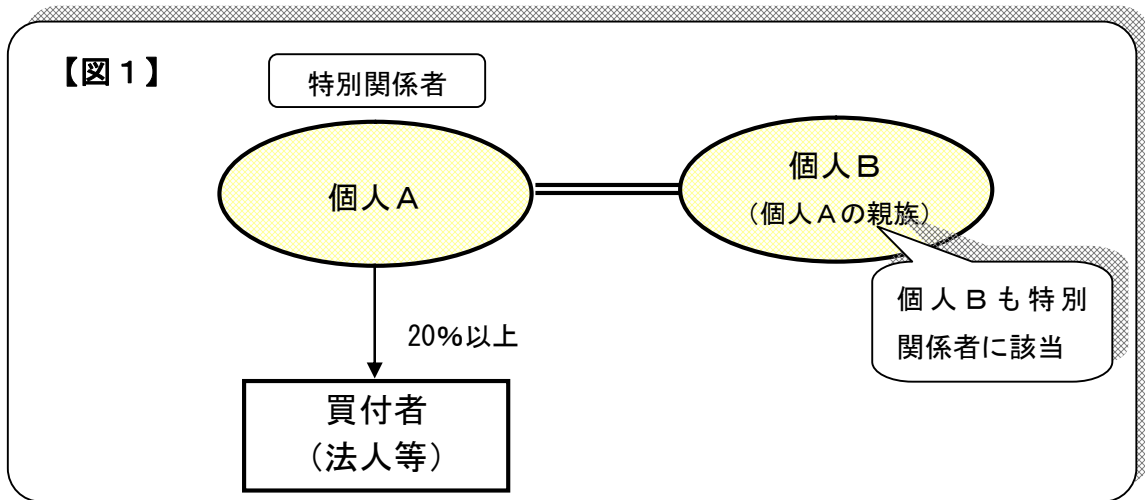 【図1】
特別関係者
個人A
個人B
(個人Aの親族)
個人Bも特別
関係者に該当
20%以上
買付者
(法人等)